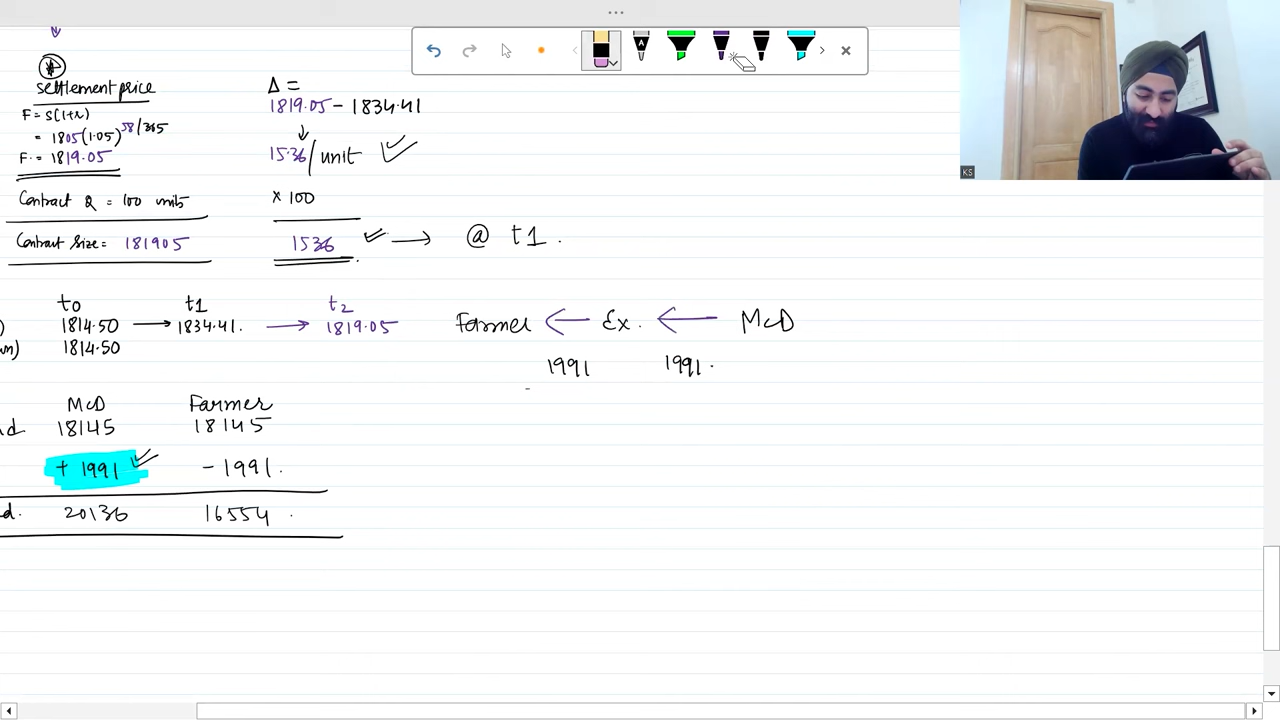 settlement price
F = S(1+r)
= 1805(1.05)^58/365
F = 1819.05
Contract Q = 100 units
Contract Size = 181905
Δ =
1819.05 - 1834.41
15.36/unit
× 100
1536 → @ t1.
t0 t1 t2
1814.50 → 1834.41. → 1819.05
1814.50
Farmer ← Ex. ← McD
1991 1991.
McD Farmer
18145 18145
+ 1991 - 1991.
20136 16554
A
KS